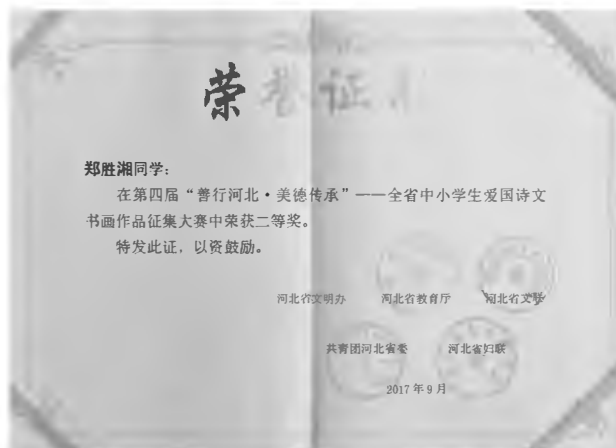 荣誉证书
郑胜湘同学：
在第四届“善行河北·美德传承”——全省中小学生爱国诗文
书画作品征集大赛中荣获二等奖。
特发此证，以资鼓励。
河北省文明办 河北省教育厅 河北省文联
共青团河北省委 河北省妇联
2017年9月